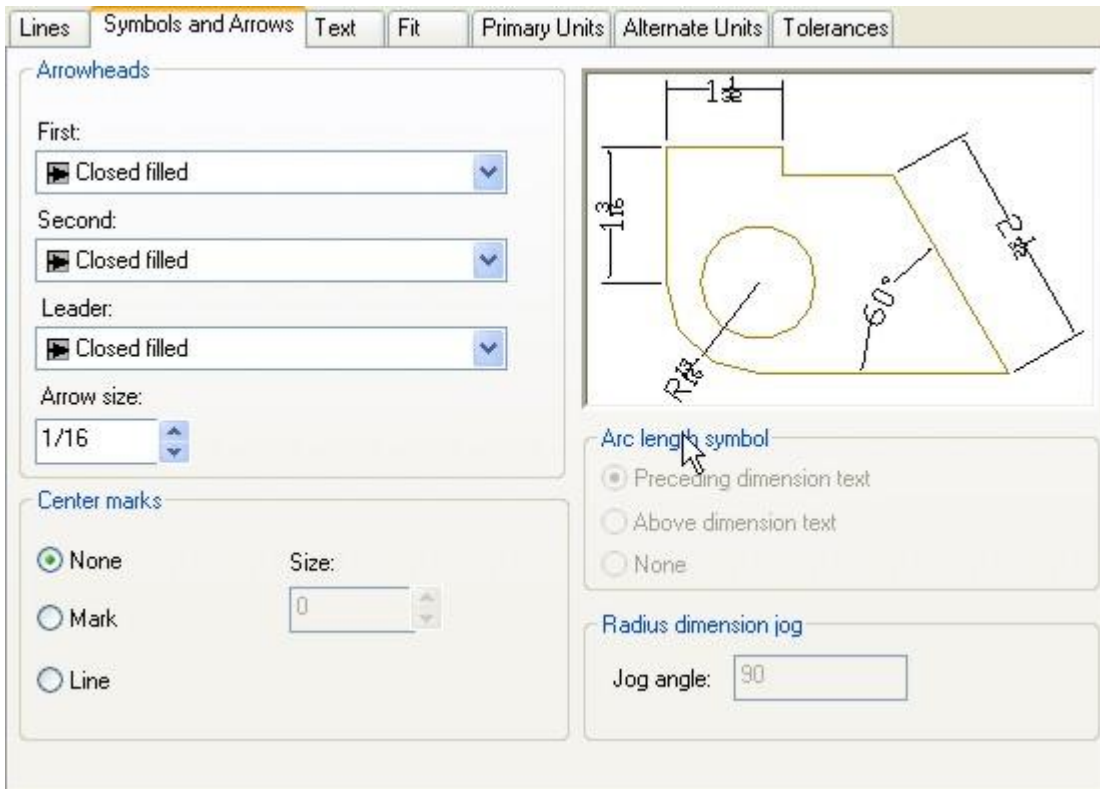 Lines Symbols and Arrows Text Fit Primary Units Alternate Units Tolerances
Arrowheads
First:
Closed filled
Second:
Closed filled
Leader:
Closed filled
Arrow size:
1/16
Center marks
None
Mark
Line
Size:
0
60°
Arc length symbol
Preceding dimension text
Above dimension text
None
Radius dimension jog
Jog angle: 90